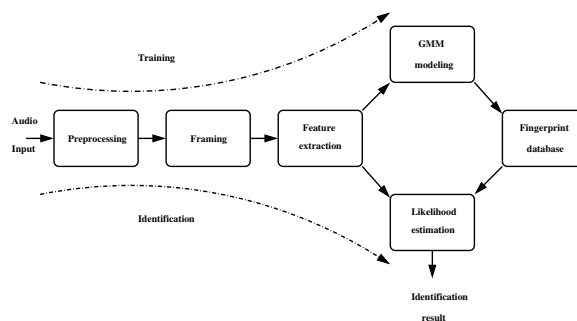 GMM
modeling
Training
Audio
Input
Preprocessing
Framing
Feature
extraction
Fingerprint
database
Identification
Likelihood
estimation
Identification
result